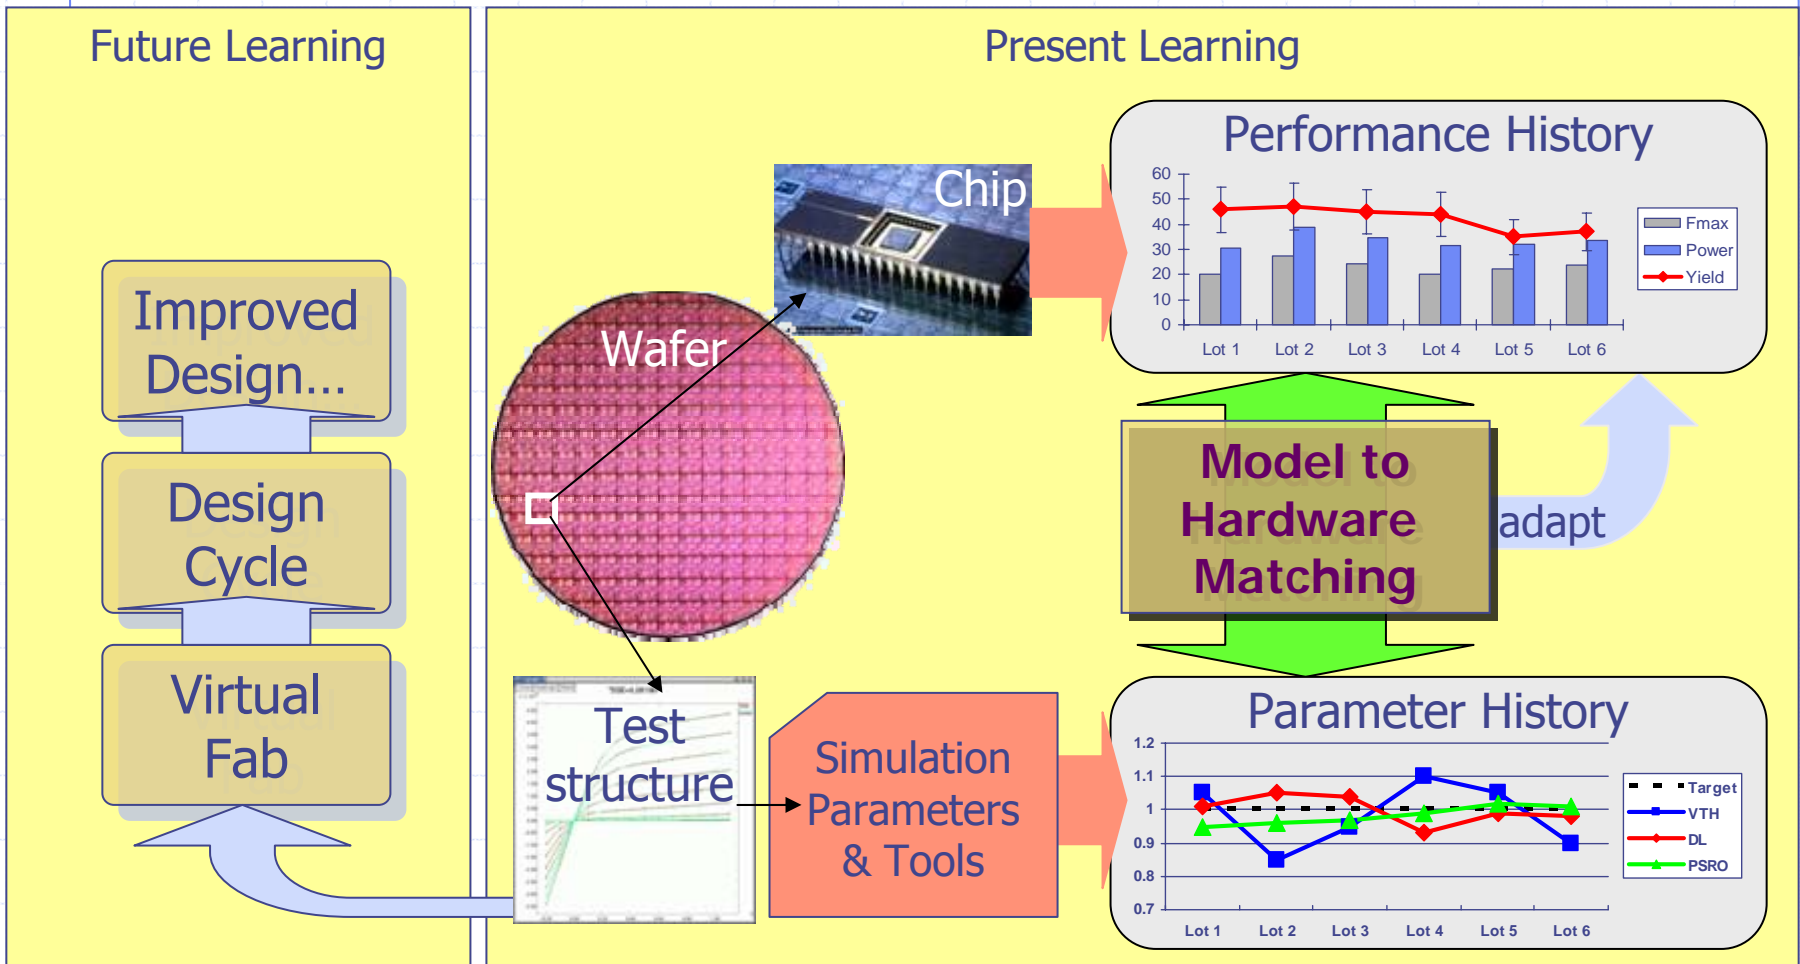 Future Learning
Improved
Design...
Design
Cycle
Virtual
Fab
Present Learning
Wafer
Chip
Test
structure
Simulation
Parameters
& Tools
Performance History
60
50
40
30
20
10
0
Lot 1 Lot 2 Lot 3 Lot 4 Lot 5 Lot 6
Fmax
Power
Yield
Model to
Hardware
Matching
adapt
Parameter History
1.2
1.1
1
0.9
0.8
0.7
Lot 1 Lot 2 Lot 3 Lot 4 Lot 5 Lot 6
Target
VTH
DL
PSRO